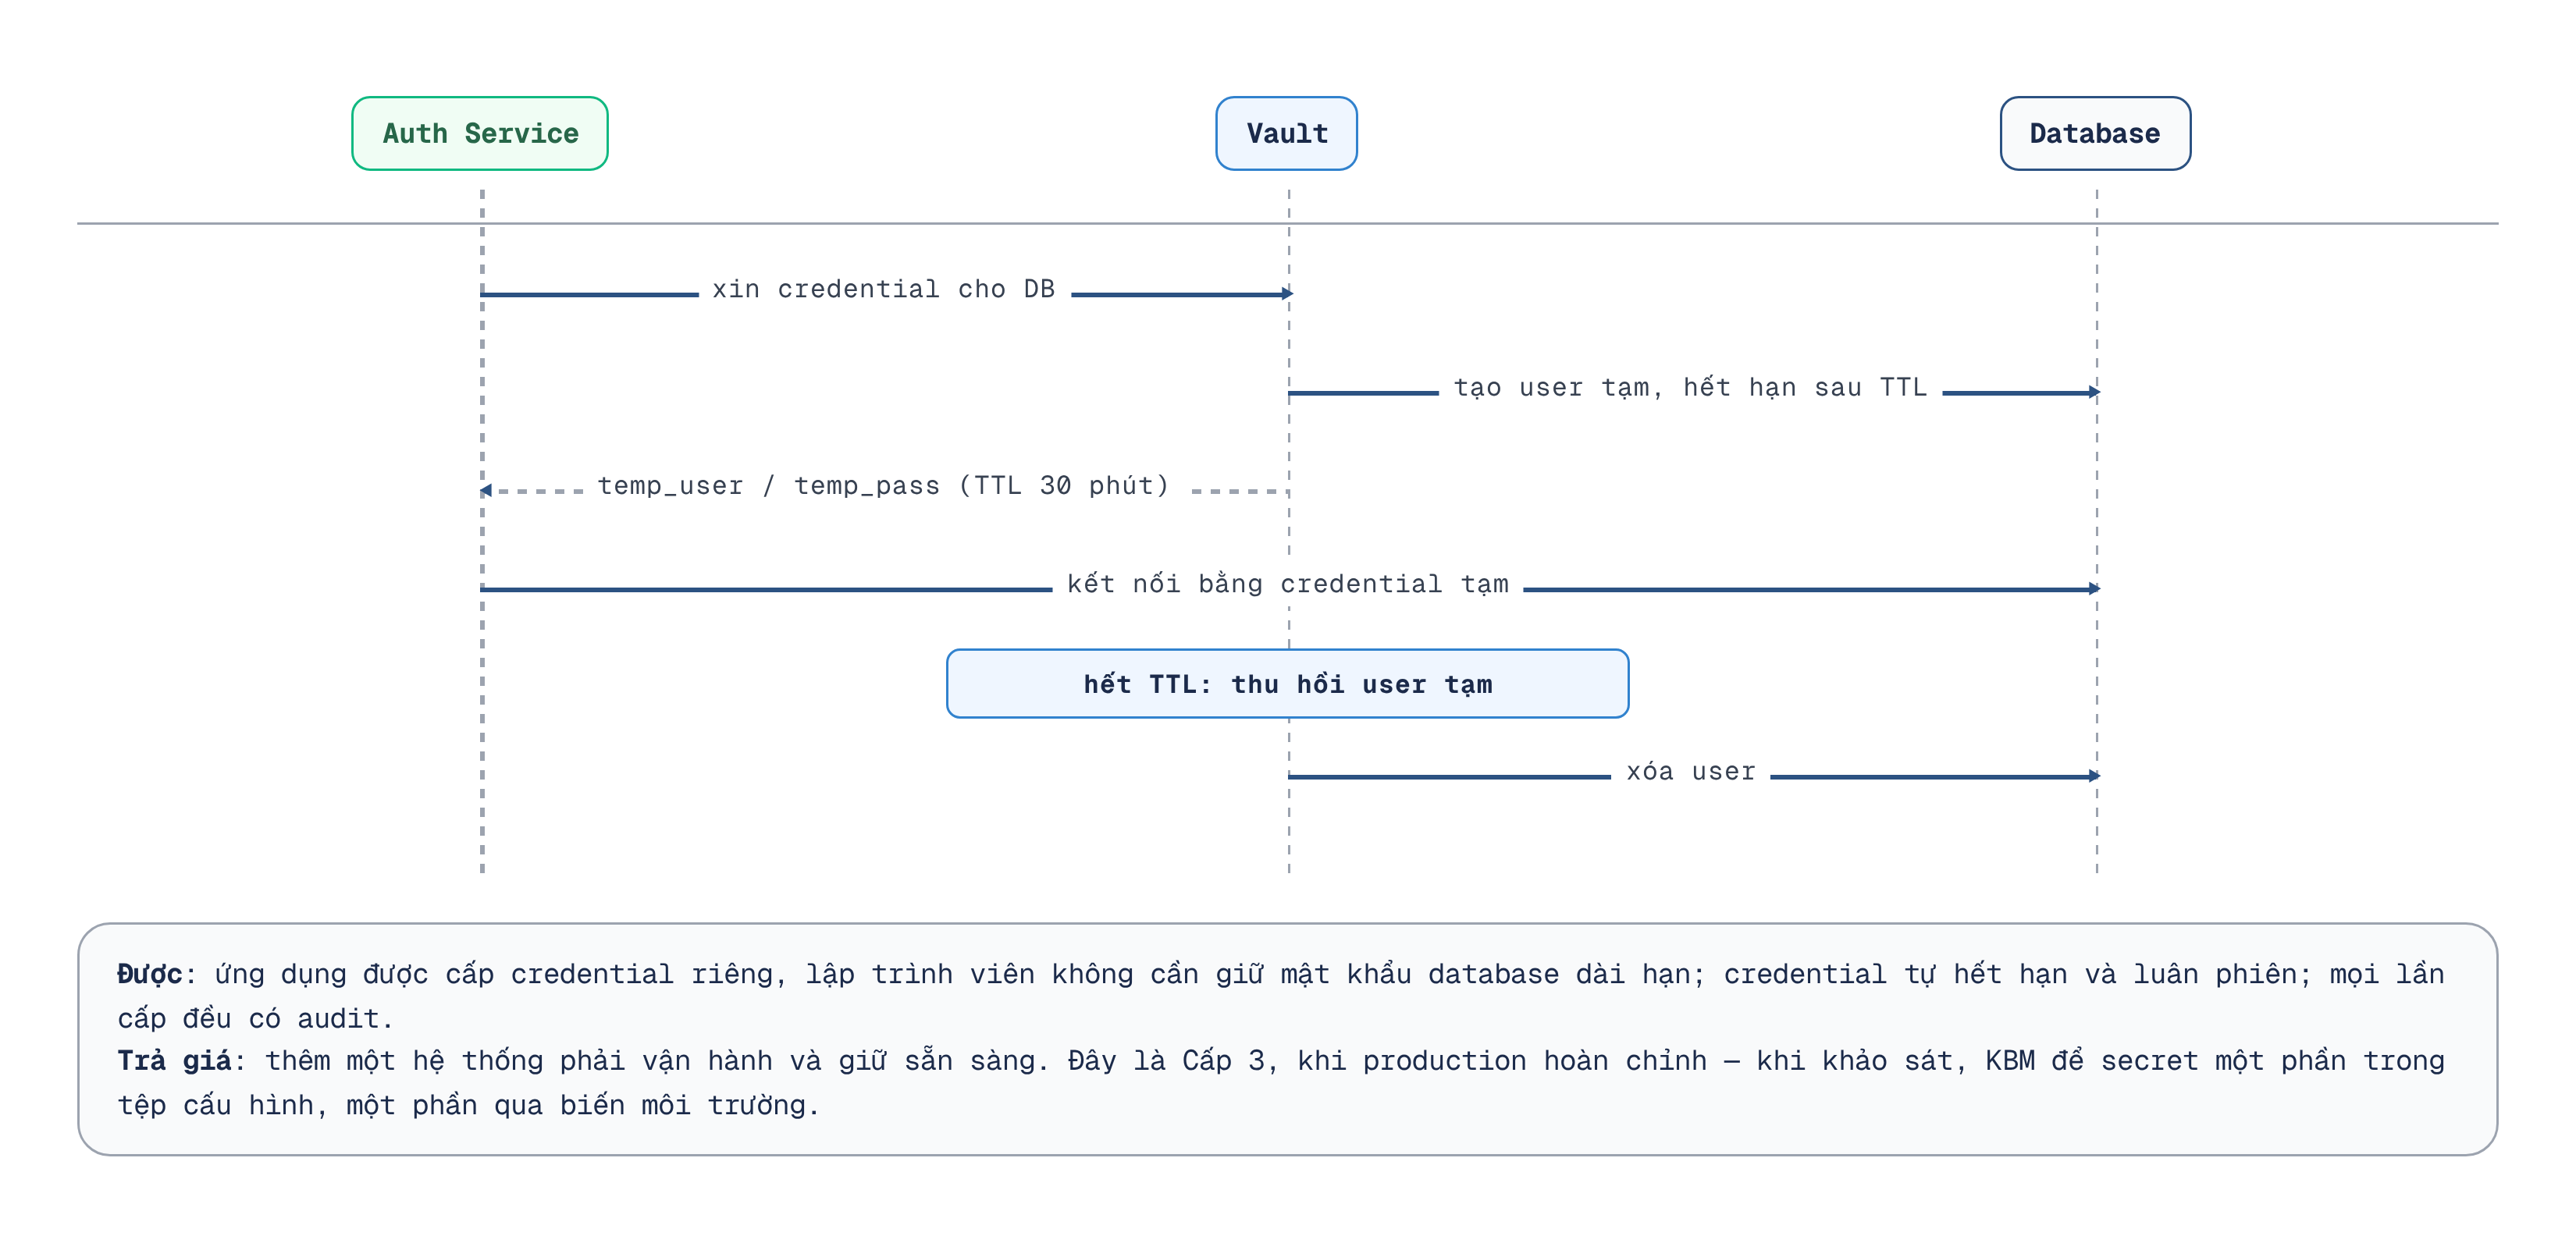 Auth Service
Vault
Database
xin credential cho DB
tạo user tạm, hết hạn sau TTL
temp_user / temp_pass (TTL 30 phút)
kết nối bằng credential tạm
hết TTL: thu hồi user tạm
xóa user
Được: ứng dụng được cấp credential riêng, lập trình viên không cần giữ mật khẩu database dài hạn; credential tự hết hạn và luân phiên; mọi lần
cấp đều có audit.
Trả giá: thêm một hệ thống phải vận hành và giữ sẵn sàng. Đây là Cấp 3, khi production hoàn chỉnh — khi khảo sát, KBM để secret một phần trong
tệp cấu hình, một phần qua biến môi trường.